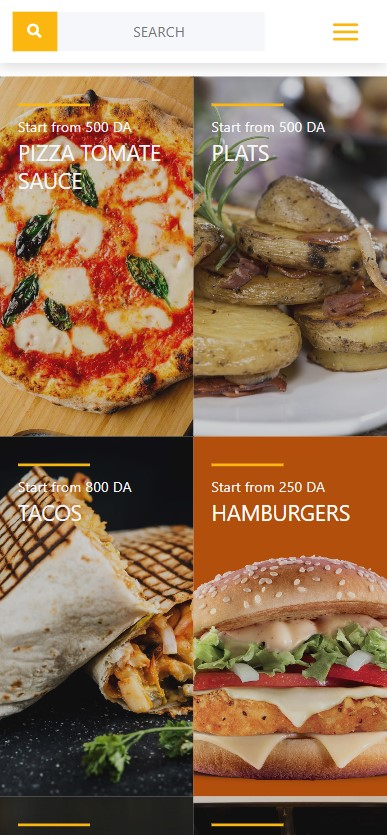 SEARCH
Start from 500 DA
PIZZA TOMATE
SAUCE
Start from 500 DA
PLATS
Start from 800 DA
TACOS
Start from 250 DA
HAMBURGERS